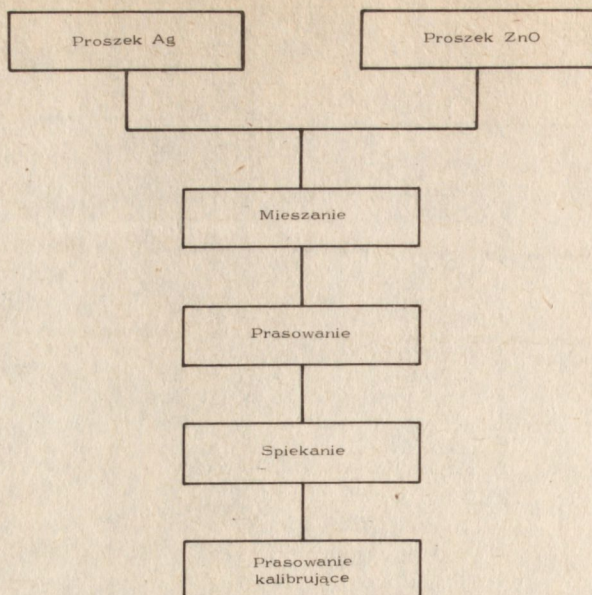 Proszek Ag
Proszek ZnO
Mieszanie
Prasowanie
Spiekanie
Prasowanie
kalibrujące